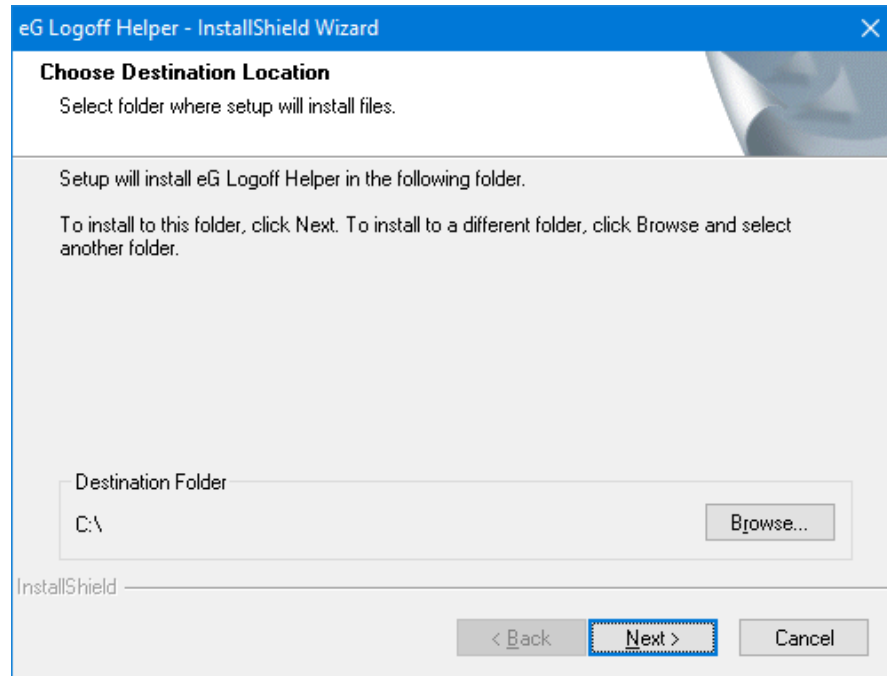 eG Logoff Helper - InstallShield Wizard
Choose Destination Location
Select folder where setup will install files.
Setup will install eG Logoff Helper in the following folder.
To install to this folder, click Next. To install to a different folder, click Browse and select
another folder.
Destination Folder
C:\
Browse...
InstallShield
< Back
Next >
Cancel